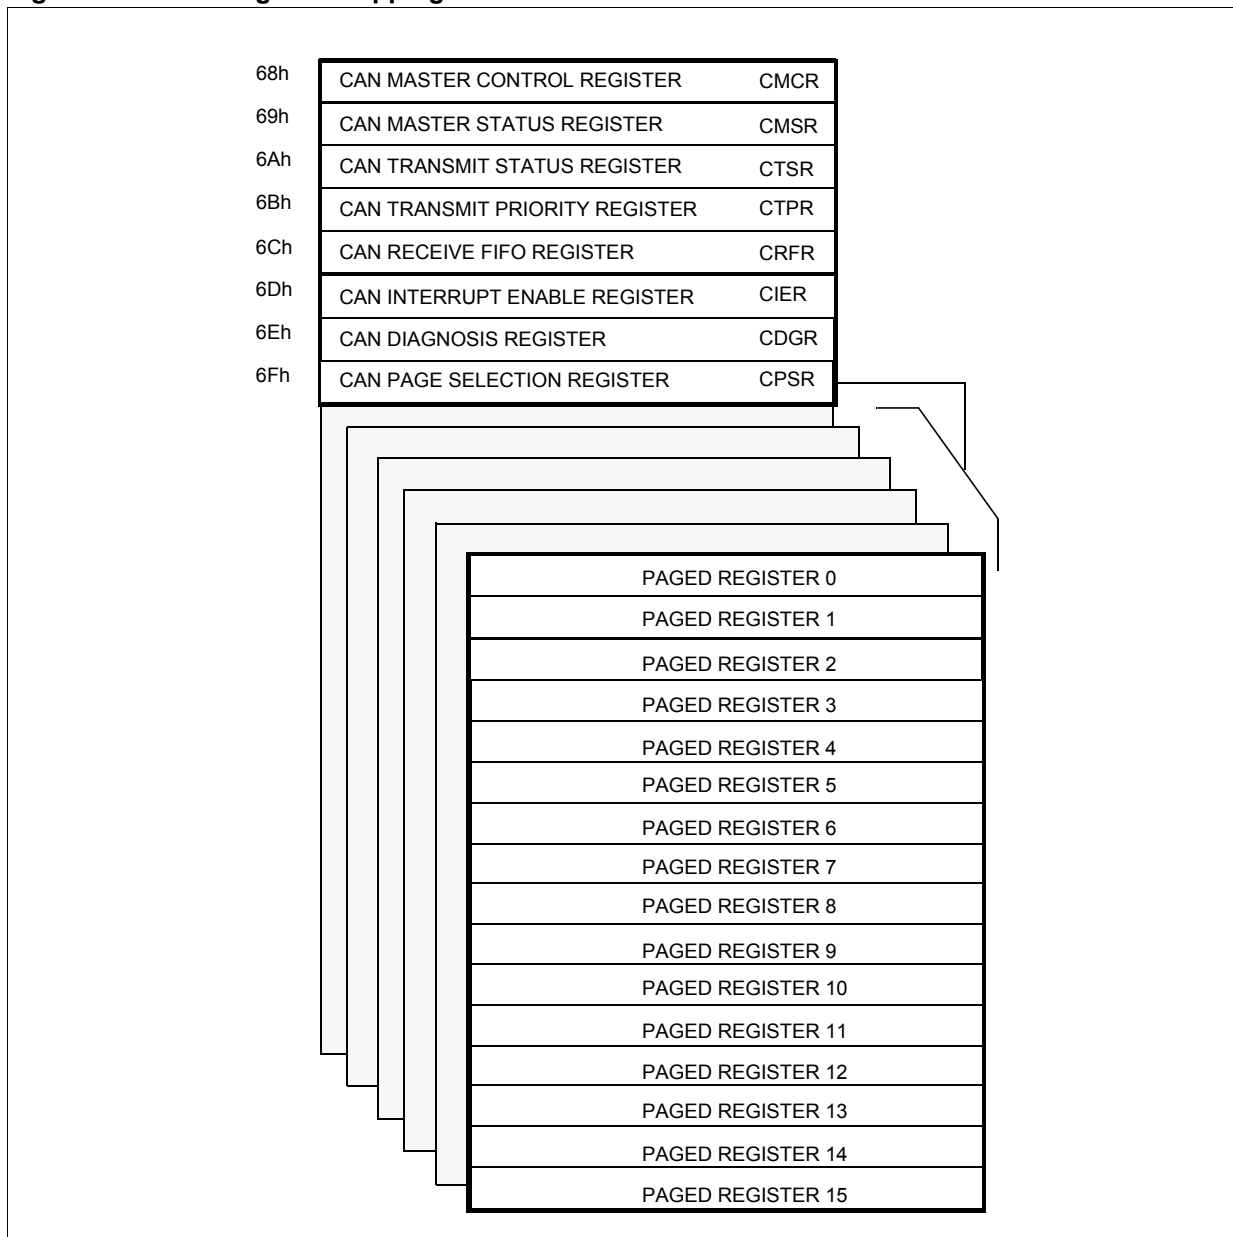 68h CAN MASTER CONTROL REGISTER CMCR
69h CAN MASTER STATUS REGISTER CMSR
6Ah CAN TRANSMIT STATUS REGISTER CTSR
6Bh CAN TRANSMIT PRIORITY REGISTER CTPR
6Ch CAN RECEIVE FIFO REGISTER CRFR
6Dh CAN INTERRUPT ENABLE REGISTER CIER
6Eh CAN DIAGNOSIS REGISTER CDGR
6Fh CAN PAGE SELECTION REGISTER CPSR
PAGED REGISTER 0
PAGED REGISTER 1
PAGED REGISTER 2
PAGED REGISTER 3
PAGED REGISTER 4
PAGED REGISTER 5
PAGED REGISTER 6
PAGED REGISTER 7
PAGED REGISTER 8
PAGED REGISTER 9
PAGED REGISTER 10
PAGED REGISTER 11
PAGED REGISTER 12
PAGED REGISTER 13
PAGED REGISTER 14
PAGED REGISTER 15